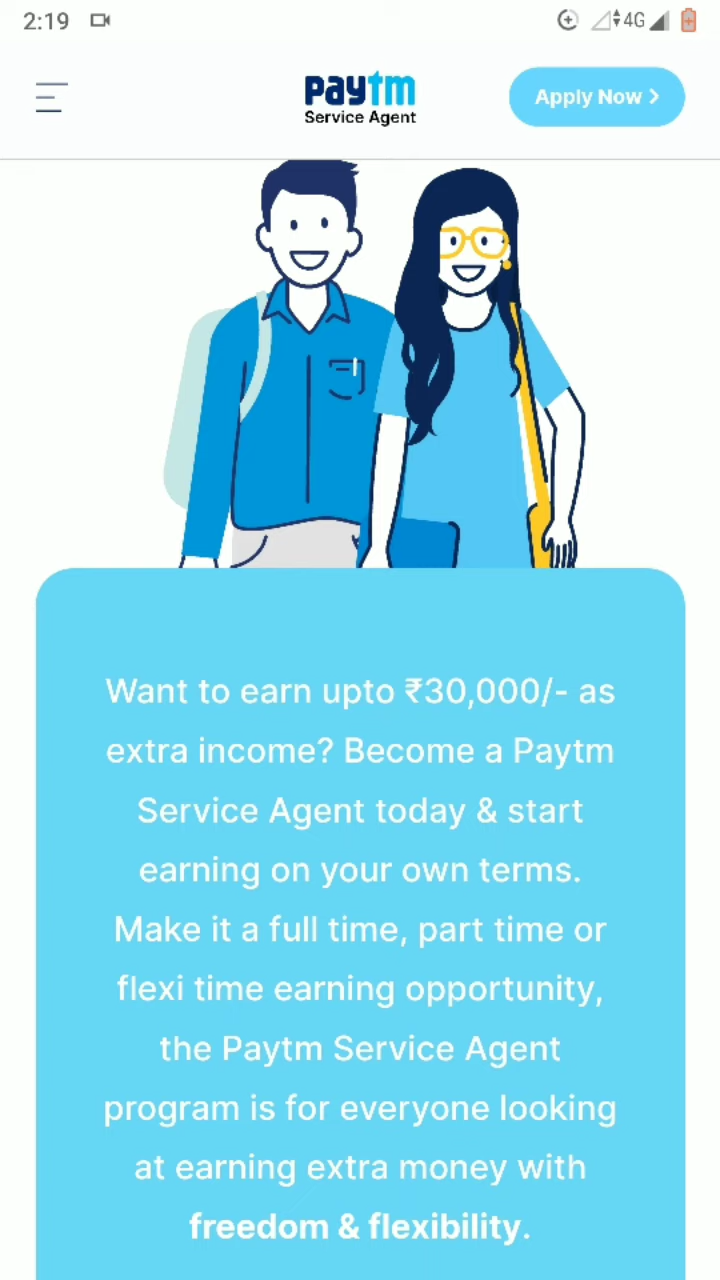 2:19
4G
paytm
Service Agent
Apply Now
Want to earn upto ₹30,000/- as
extra income? Become a Paytm
Service Agent today & start
earning on your own terms.
Make it a full time, part time or
flexi time earning opportunity,
the Paytm Service Agent
program is for everyone looking
at earning extra money with
freedom & flexibility.